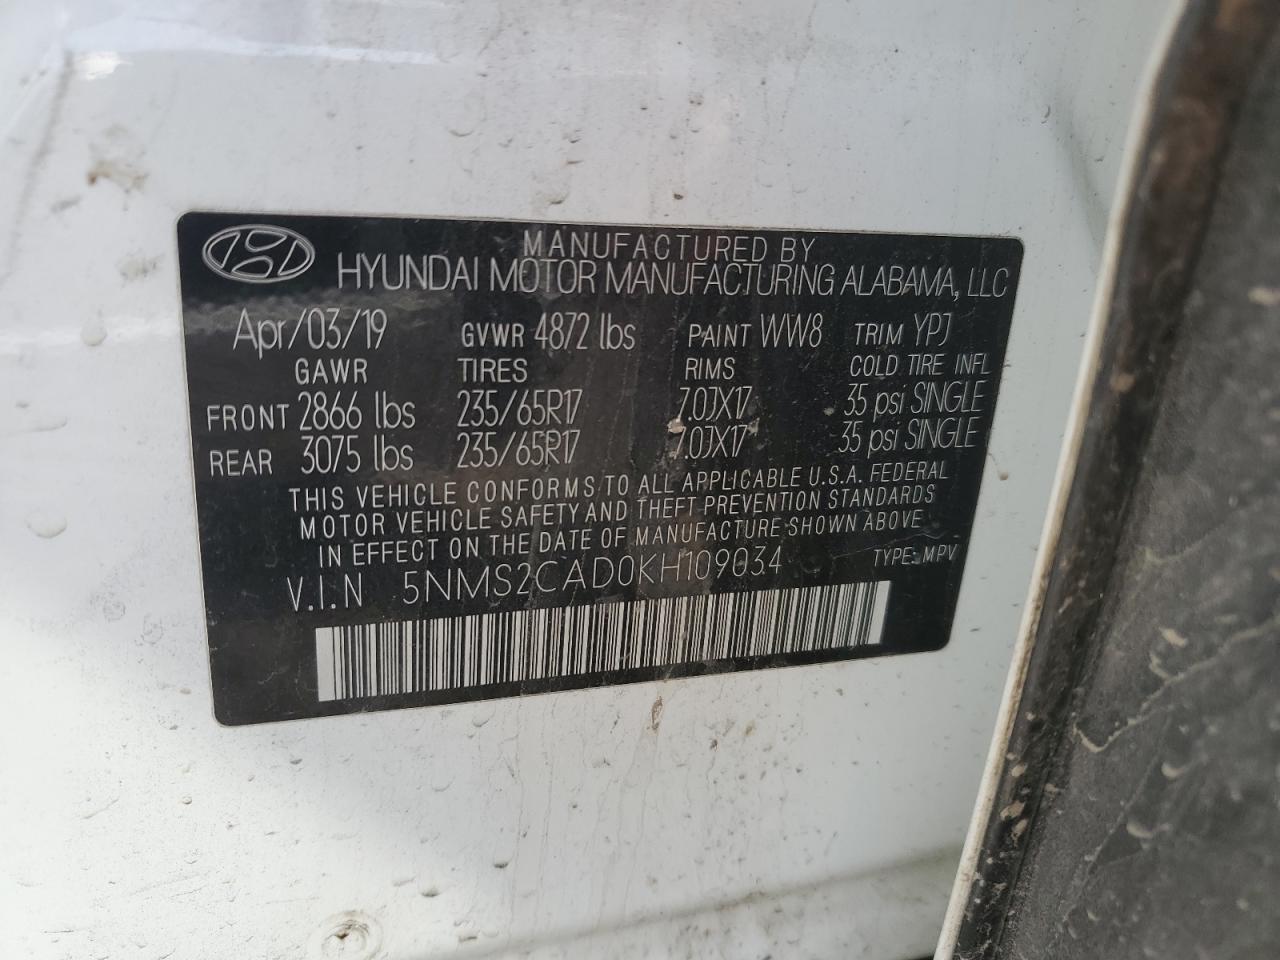 MANUFACTURED BY
HYUNDAI MOTOR MANUFACTURING ALABAMA, LLC
Apr/03/19 GVWR 4872 lbs PAINT WW8 TRIM YPJ
GAWR TIRES RIMS COLD TIRE INFL
FRONT 2866 lbs 235/65R17 7.0JX17 35 psi SINGLE
REAR 3075 lbs 235/65R17 7.0JX17 35 psi SINGLE
THIS VEHICLE CONFORMS TO ALL APPLICABLE U.S.A. FEDERAL
MOTOR VEHICLE SAFETY AND THEFT PREVENTION STANDARDS
IN EFFECT ON THE DATE OF MANUFACTURE SHOWN ABOVE
V.I.N 5NMS2CAD0KH109034 TYPE: MPV